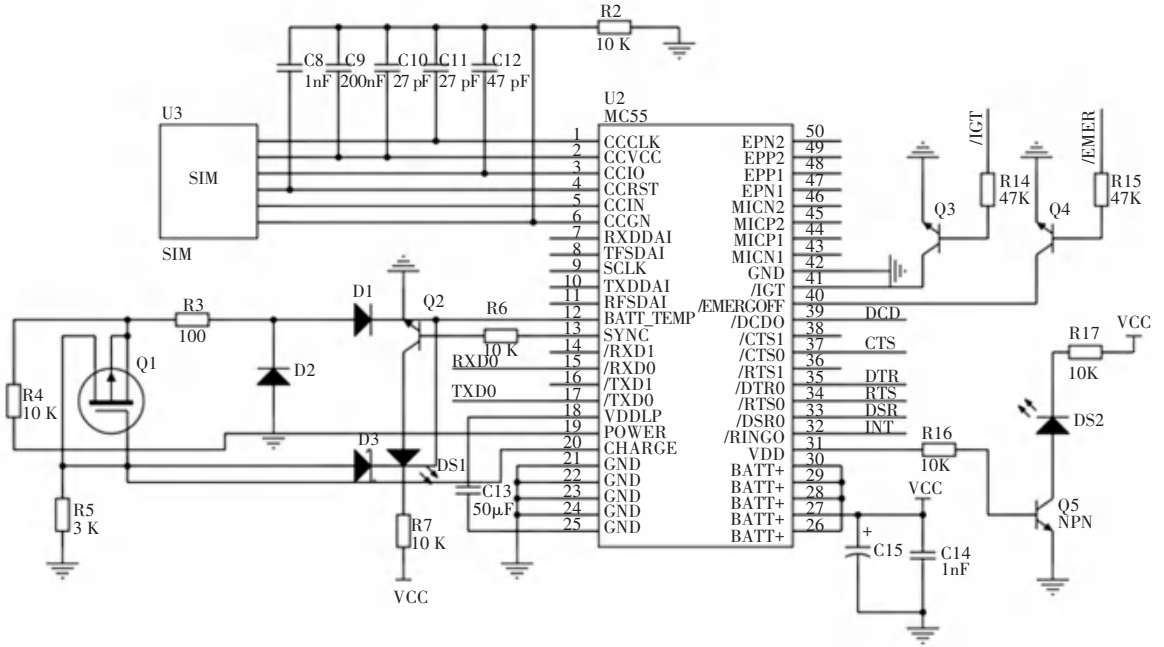 R2
10 K
C8
1nF
C9
200nF
C10
27 pF
C11
27 pF
C12
47 pF
U3
SIM
SIM
U2
MC55
1 CCCLK
2 CCVCC
3 CCIO
4 CCRST
5 CCIN
6 CCGN
7 RXDDAI
8 TFSDAI
9 SCLK
10 TXDDAI
11 RFSDAI
12 BATT_TEMP
13 SYNC
14 /RXD1
15 /RXD0
16 /TXD1
17 /TXD0
18 VDDLP
19 POWER
20 CHARGE
21 GND
22 GND
23 GND
24 GND
25 GND
EPN2 50
EPP2 49
EPP1 48
EPN1 47
MICN2 46
MICP2 45
MICP1 44
MICN1 43
GND 42
/IGT 41
/EMERGOFF 40
/DCDO 39
/CTS1 38
/CTS0 37
/RTS1 36
/DTR0 35
/RTS0 34
/DSR0 33
/RINGO 32
VDD 31
BATT+ 30
BATT+ 29
BATT+ 28
BATT+ 27
BATT+ 26
DCD
CTS
DTR
RTS
DSR
INT
/IGT
R14
47K
Q3
/EMER
R15
47K
Q4
D1
Q2
R6
10 K
R3
100
Q1
D2
R4
10 K
RXD0
TXD0
D3
DS1
C13
50μF
R5
3 K
R7
10 K
VCC
R17
10K
VCC
DS2
R16
10K
Q5
NPN
VCC
+
C15
C14
1nF